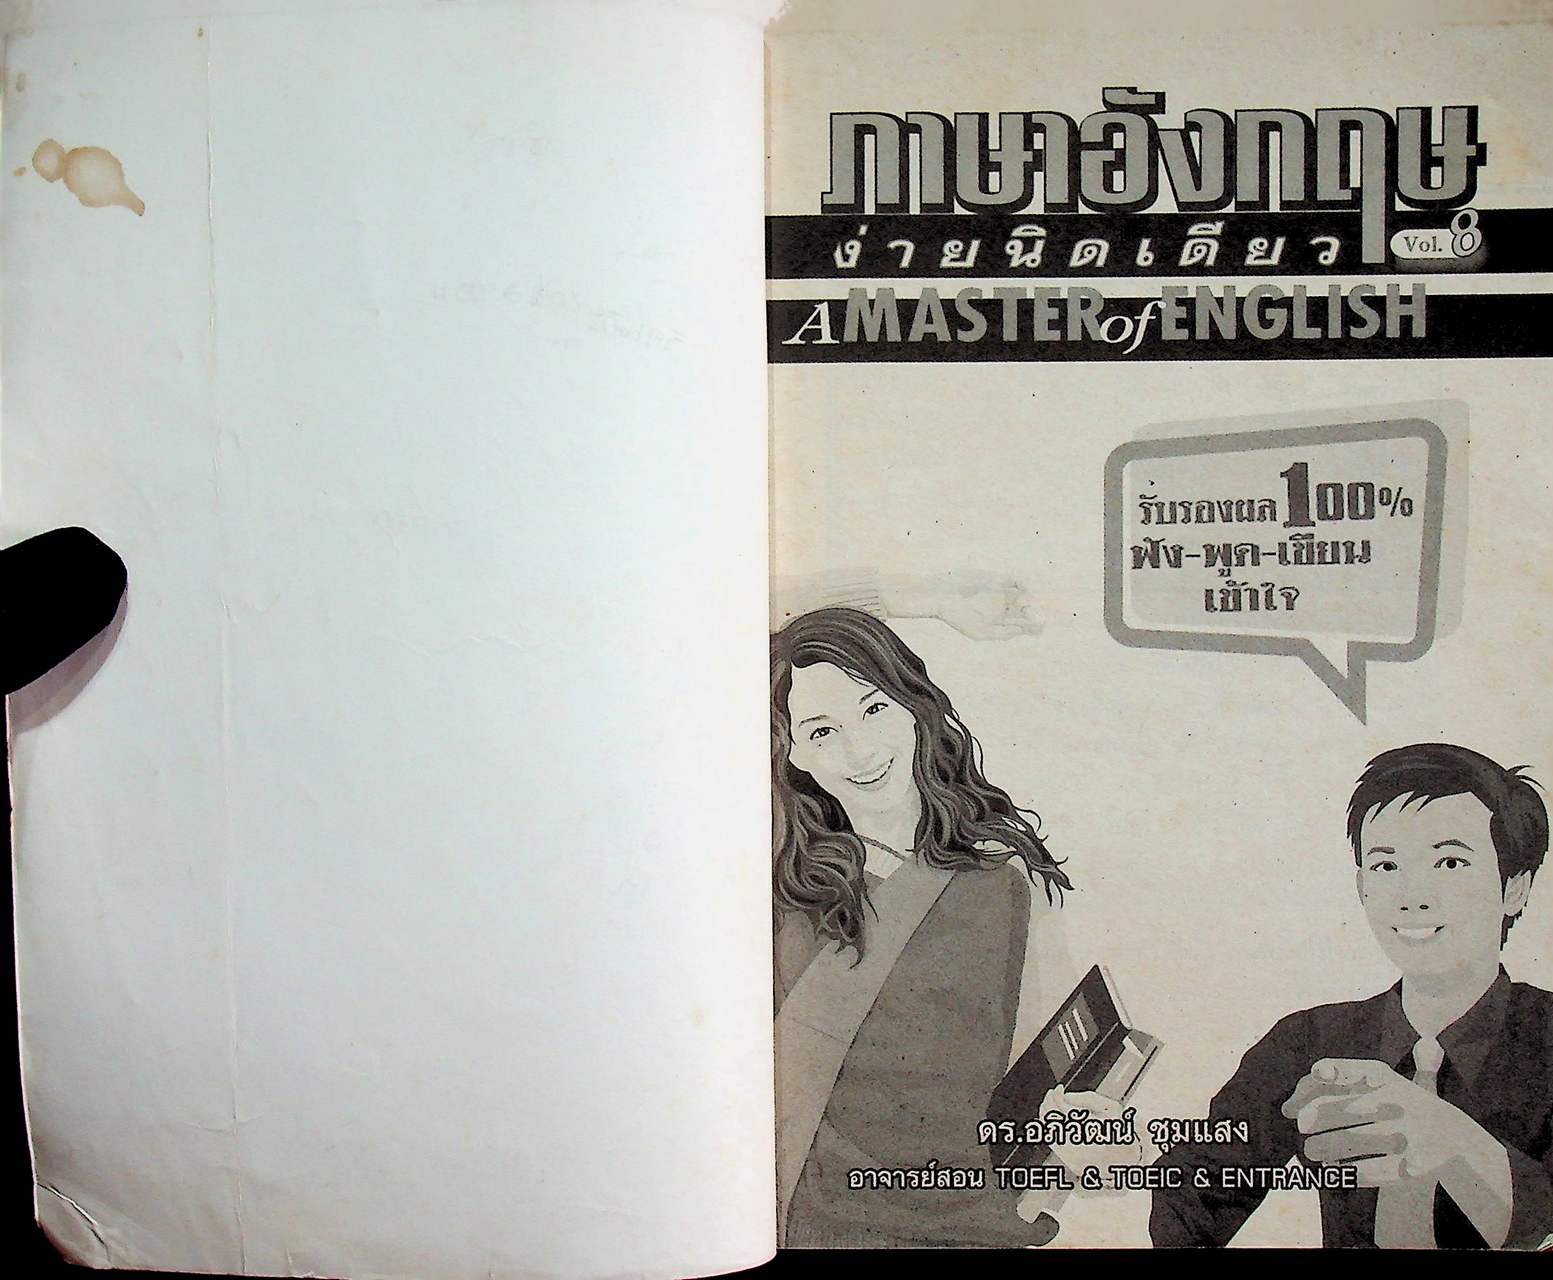 ภาษาอังกฤษ
ง่ายนิดเดียว Vol. 8
A MASTER of ENGLISH
รับรองผล 100%
ฟัง-พูด-เขียน
เข้าใจ
ดร.อภิวัฒน์ ชุมแสง
อาจารย์สอน TOEFL & TOEIC & ENTRANCE